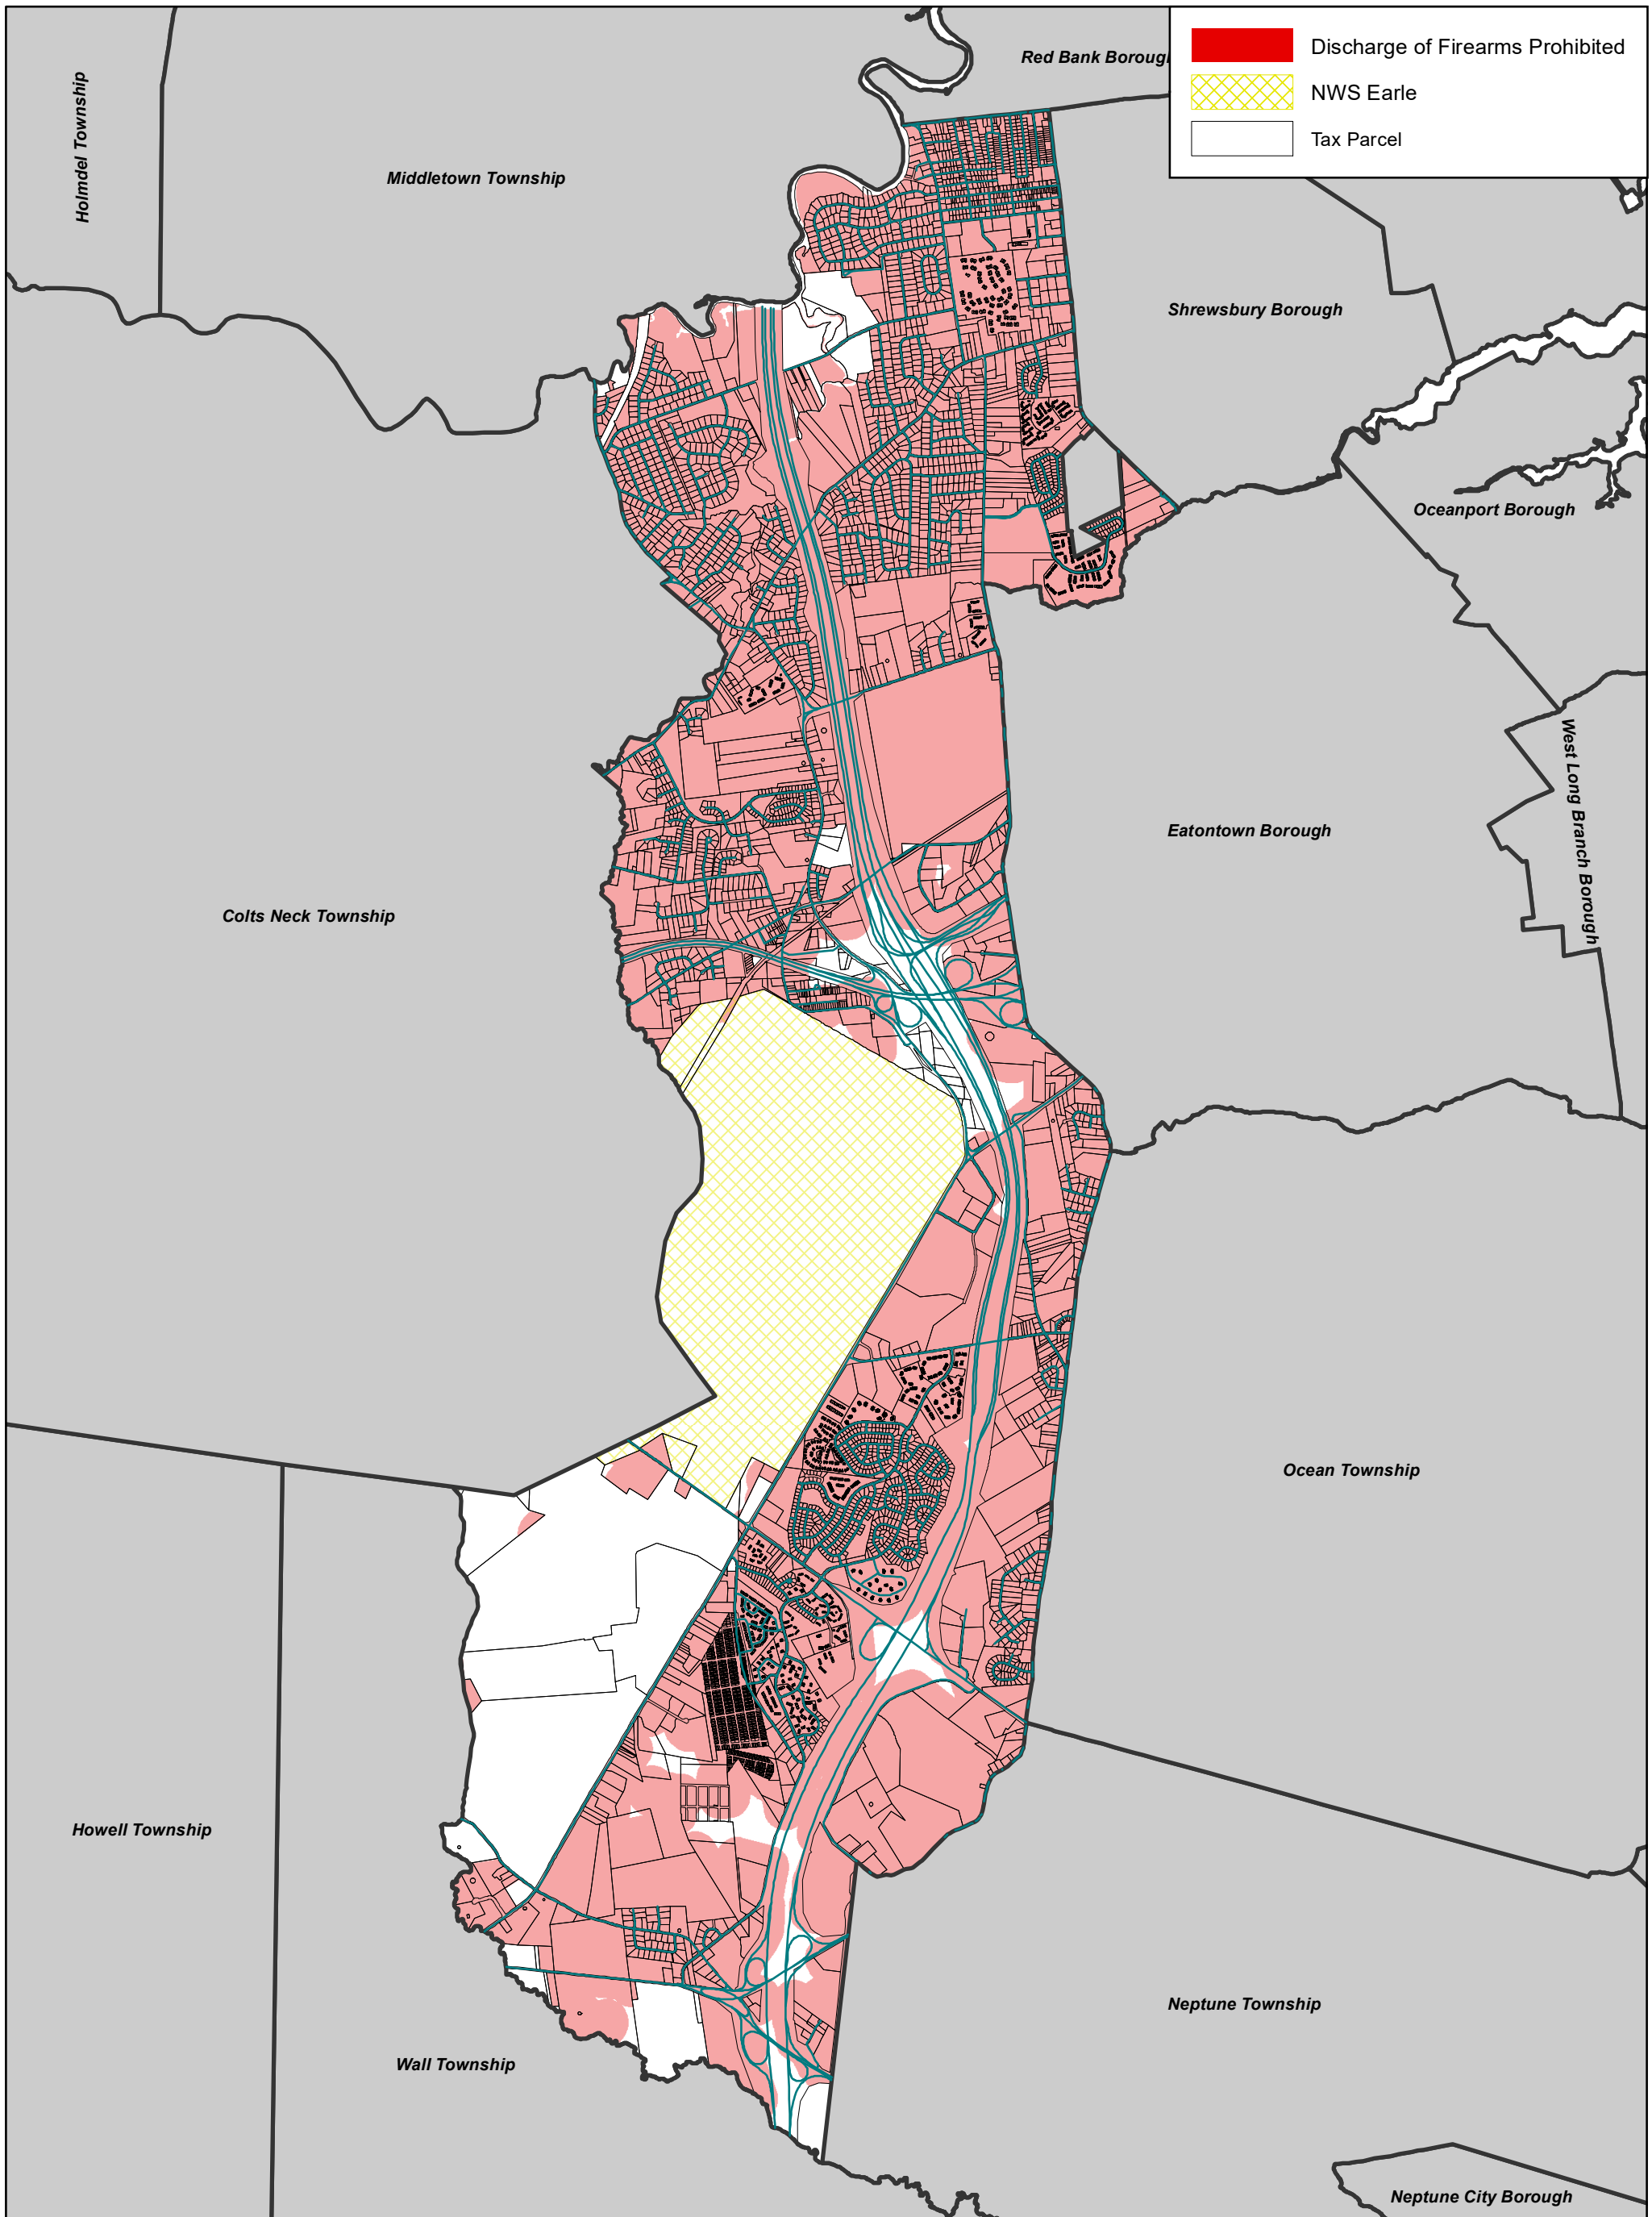 Red Bank Borough
Discharge of Firearms Prohibited
NWS Earle
Tax Parcel
Holmdel Township
Middletown Township
Shrewsbury Borough
Oceanport Borough
West Long Branch Borough
Eatontown Borough
Colts Neck Township
Ocean Township
Howell Township
Neptune Township
Wall Township
Neptune City Borough